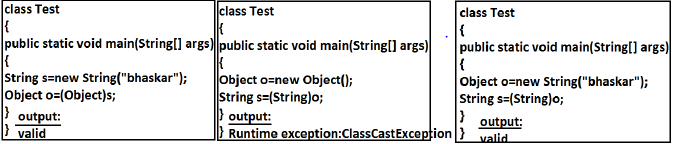 class Test
{
public static void main(String[] args)
{
String s=new String("bhaskar");
Object o=(Object)s;
} output:
} valid
class Test
{
public static void main(String[] args)
{
Object o=new Object();
String s=(String)o;
} output:
} Runtime exception:ClassCastException
class Test
{
public static void main(String[] args)
{
Object o=new String("bhaskar");
String s=(String)o;
} output:
} valid